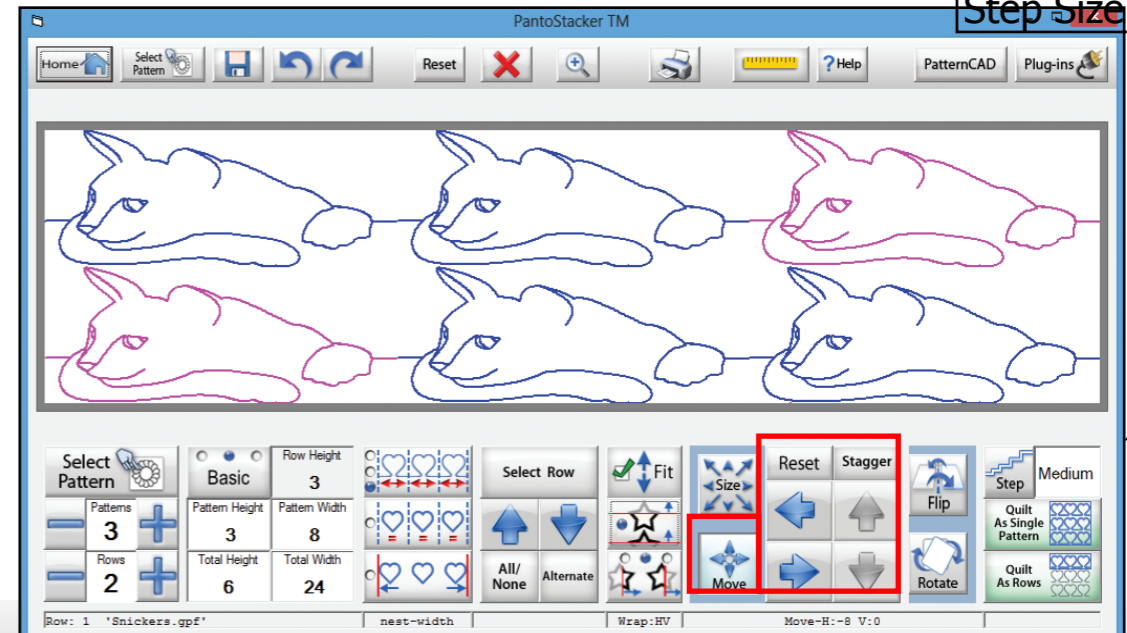 Step Size
PantoStacker TM
Home
Select
Pattern
Reset
? Help
PatternCAD
Plug-ins
Select
Pattern
Basic
Row Height
3
Select Row
Fit
Size
Reset
Stagger
Flip
Step
Medium
Patterns
3
Pattern Height
3
Pattern Width
8
Quilt
As Single
Pattern
Rows
2
Total Height
6
Total Width
24
All/
None
Alternate
Move
Rotate
Quilt
As Rows
Row: 1 'Snickers.gpf'
nest-width
Wrap:HV
Move-H:-8 V:0